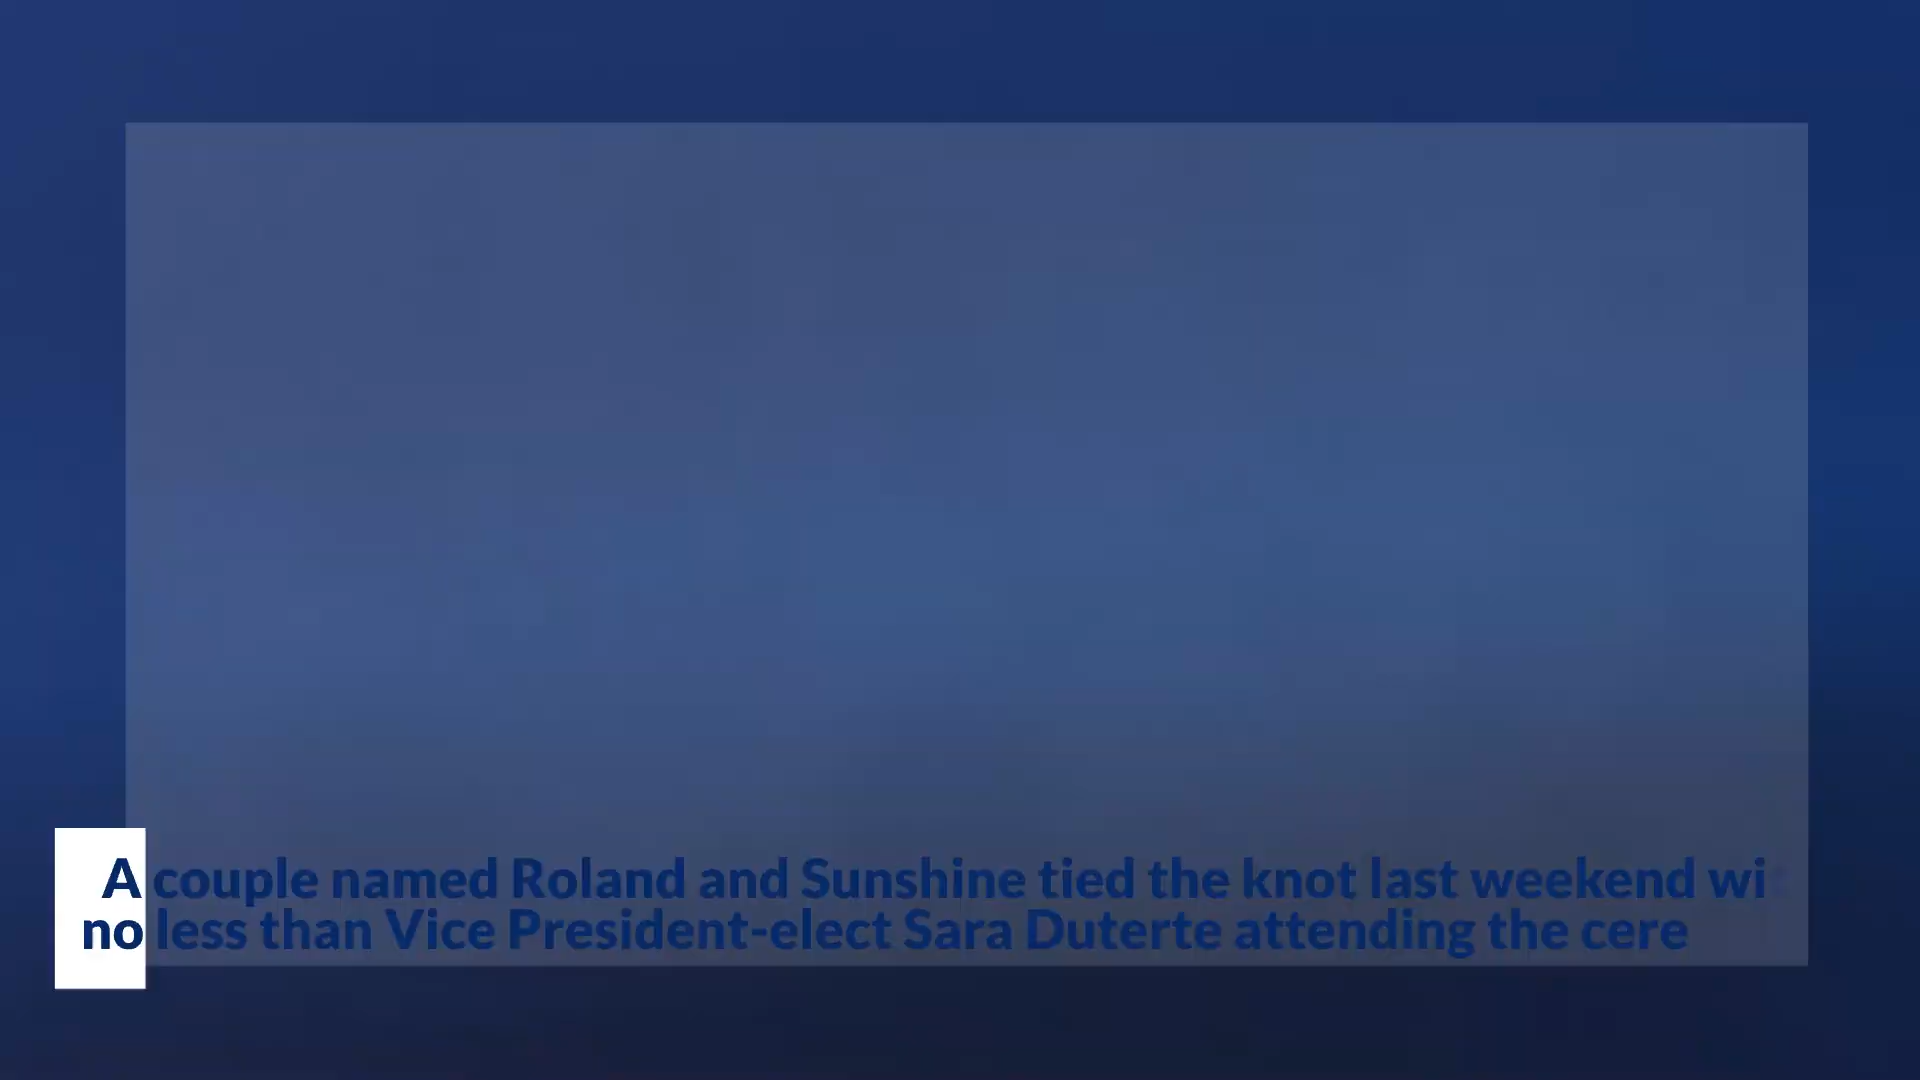 A couple named Roland and Sunshine tied the knot last weekend wi
no less than Vice President-elect Sara Duterte attending the cere